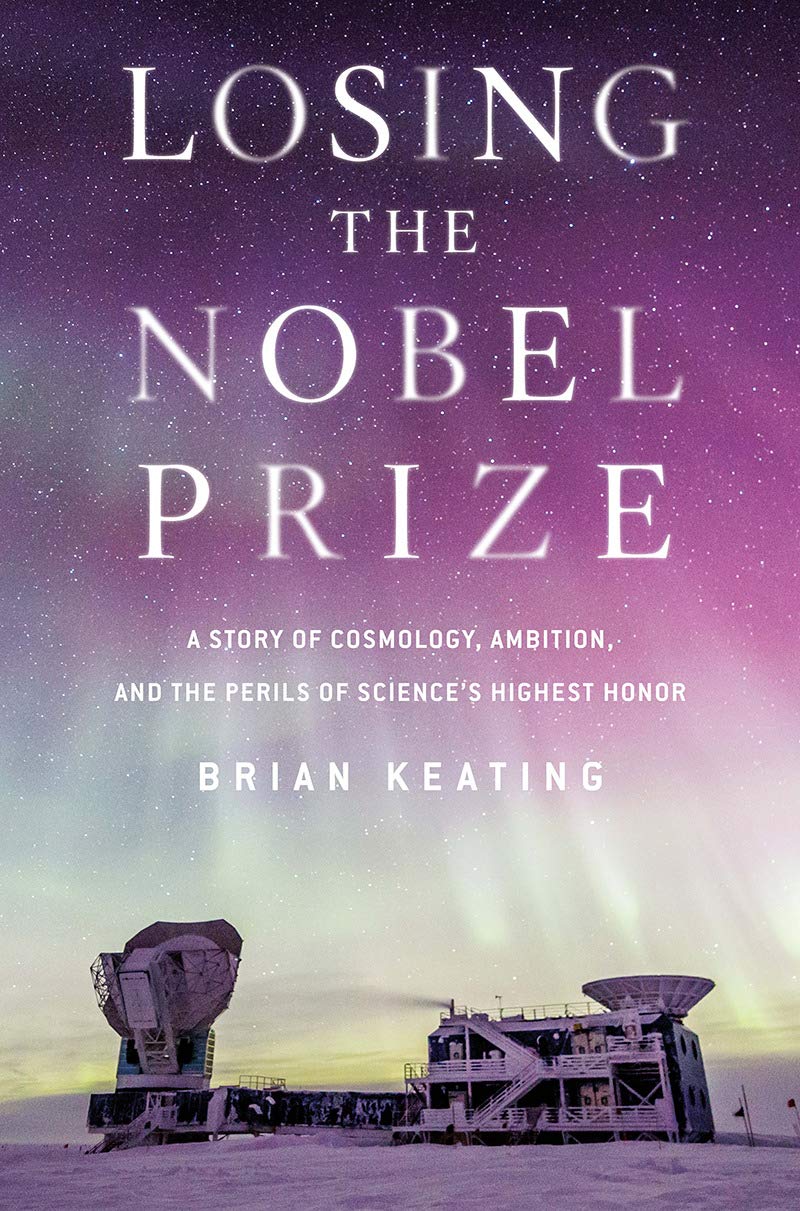 LOSING
THE
NOBEL
PRIZE
A STORY OF COSMOLOGY, AMBITION,
AND THE PERILS OF SCIENCE'S HIGHEST HONOR
BRIAN KEATING